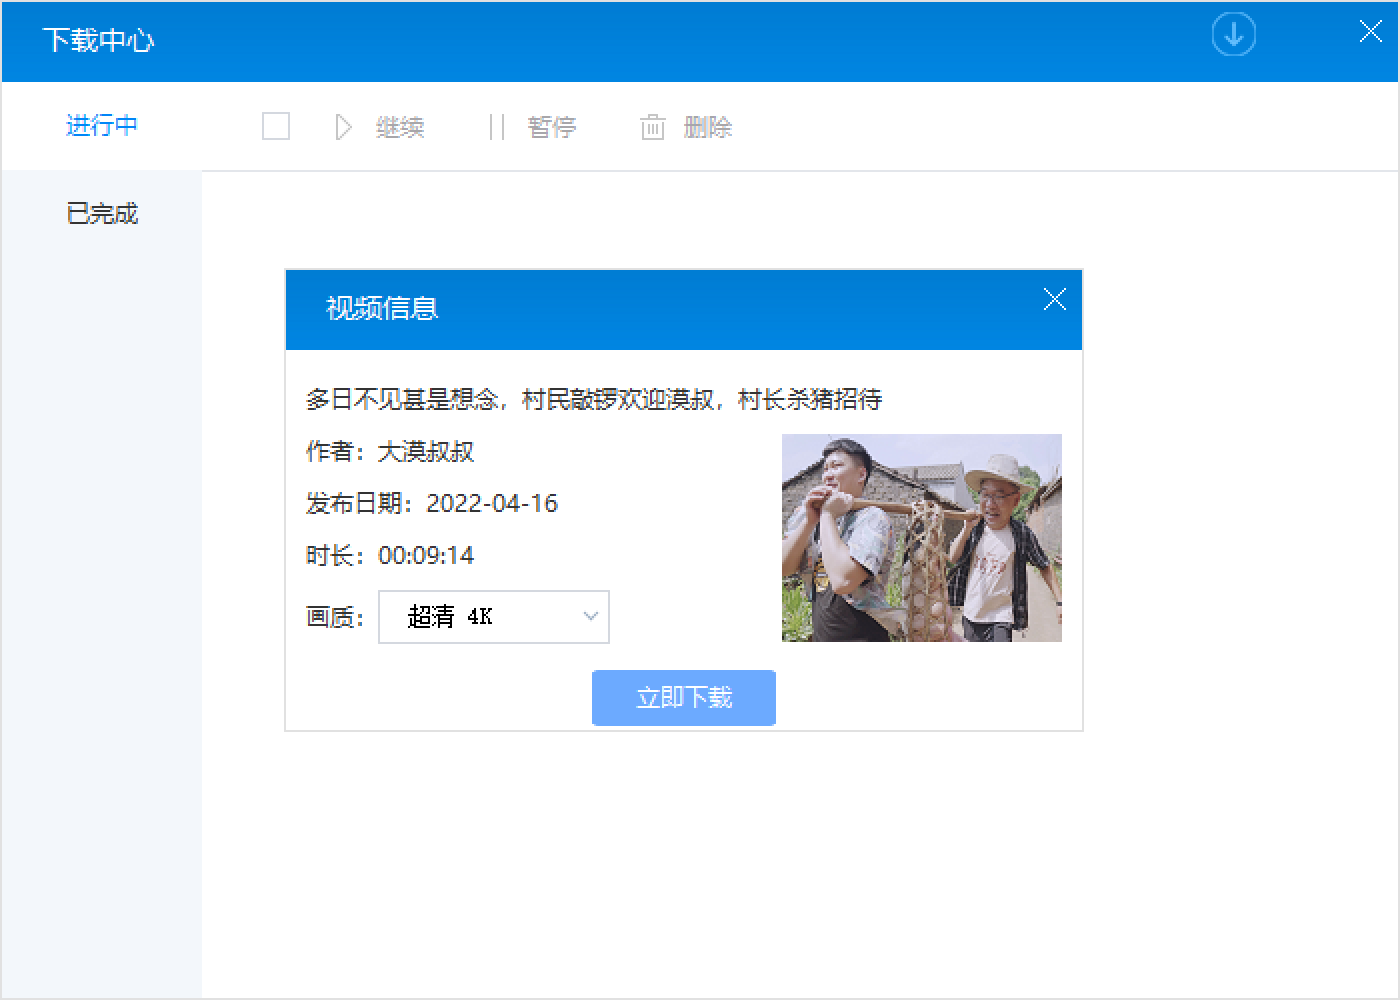 下载中心
进行中 继续 暂停 删除
已完成
视频信息
多日不见甚是想念，村民敲锣欢迎漠叔，村长杀猪招待
作者：大漠叔叔
发布日期：2022-04-16
时长：00:09:14
画质： 超清 4K
立即下载